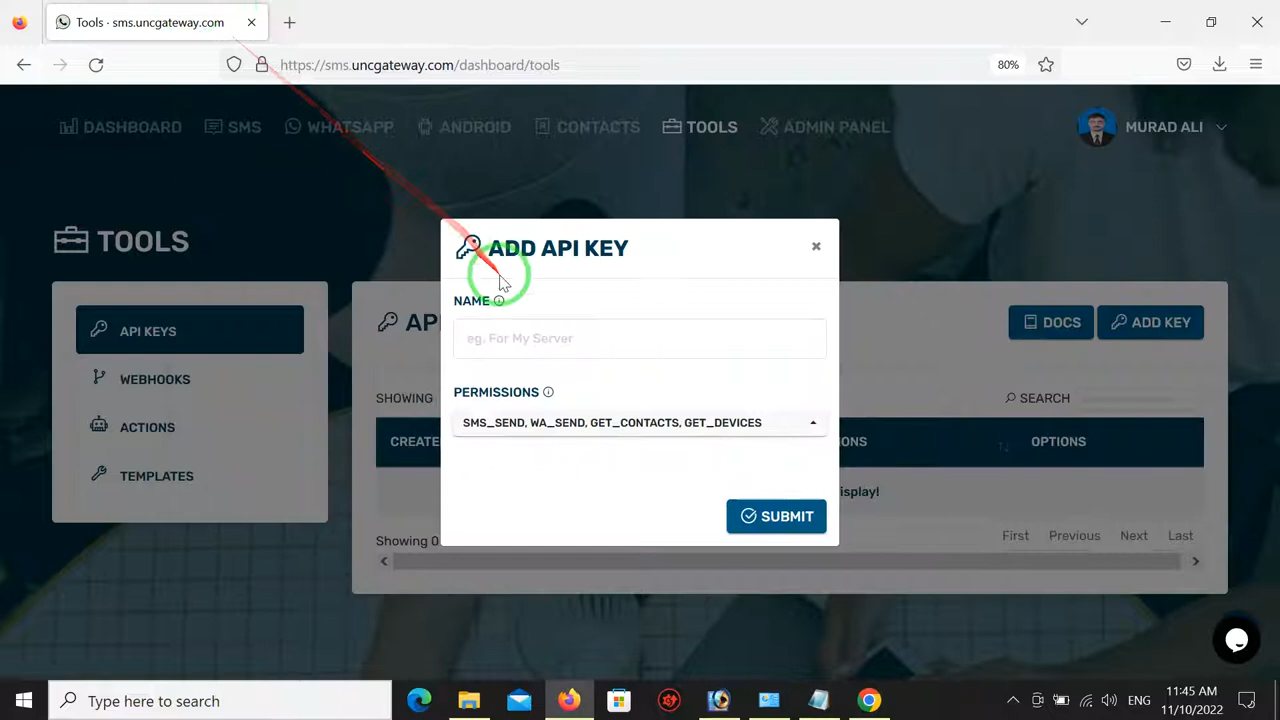 Tools · sms.uncgateway.com
https://sms.uncgateway.com/dashboard/tools
80%
DASHBOARD
SMS
WHATSAPP
ANDROID
CONTACTS
TOOLS
ADMIN PANEL
MURAD ALI
TOOLS
API KEYS
WEBHOOKS
ACTIONS
TEMPLATES
API
DOCS
ADD KEY
SHOWING
SEARCH
CREATE
OPTIONS
Showing 0
First
Previous
Next
Last
ADD API KEY
NAME
eg. For My Server
PERMISSIONS
SMS_SEND, WA_SEND, GET_CONTACTS, GET_DEVICES
SUBMIT
Type here to search
ENG
11:45 AM
11/10/2022